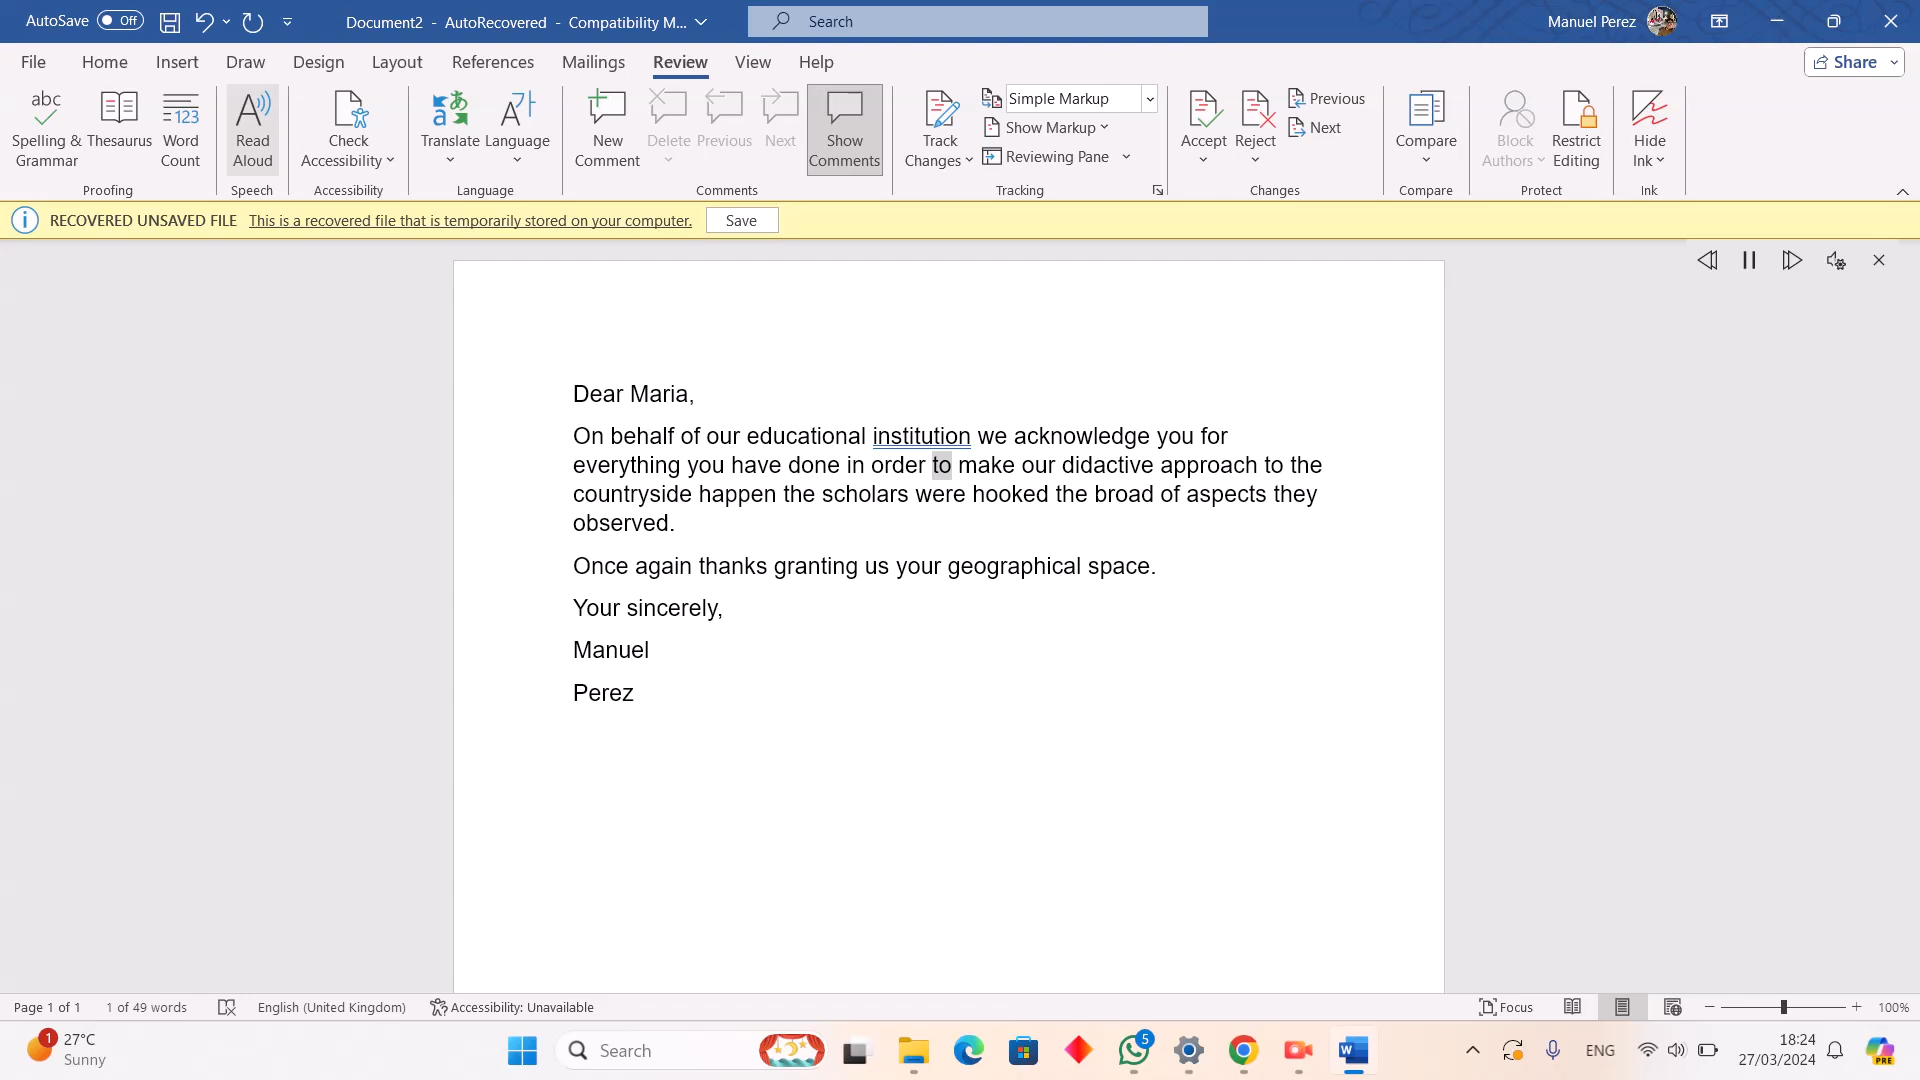 AutoSave Off
Document2 - AutoRecovered - Compatibility M...
Search
Manuel Perez
File Home Insert Draw Design Layout References Mailings Review View Help
Share
Spelling & Grammar
Thesaurus
Word Count
Proofing
Read Aloud
Speech
Check Accessibility
Accessibility
Translate
Language
Language
New Comment
Delete
Previous
Next
Show Comments
Comments
Track Changes
Simple Markup
Show Markup
Reviewing Pane
Tracking
Accept
Reject
Previous
Next
Changes
Compare
Compare
Block Authors
Restrict Editing
Protect
Hide Ink
Ink
RECOVERED UNSAVED FILE This is a recovered file that is temporarily stored on your computer. Save
Dear Maria,
On behalf of our educational institution we acknowledge you for
everything you have done in order to make our didactive approach to the
countryside happen the scholars were hooked the broad of aspects they
observed.
Once again thanks granting us your geographical space.
Your sincerely,
Manuel
Perez
Page 1 of 1 1 of 49 words English (United Kingdom) Accessibility: Unavailable Focus 100%
1
27°C
Sunny
Search
5
ENG
18:24
27/03/2024
PRE